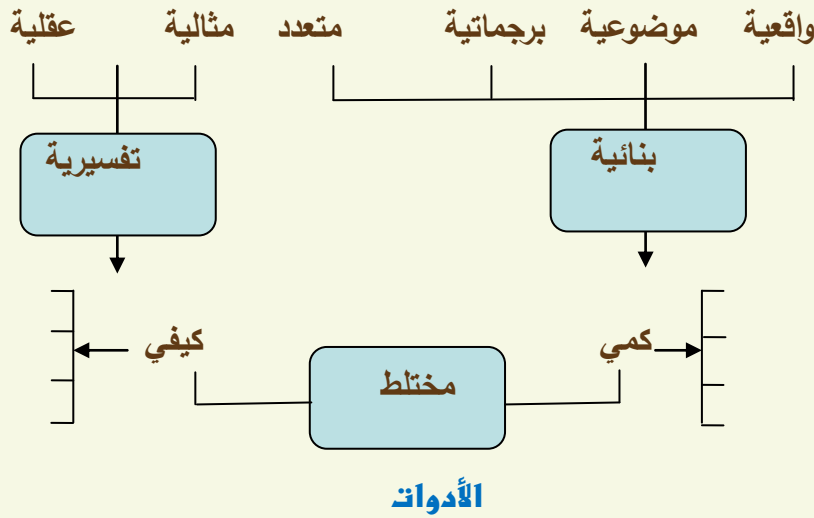 واقعية موضوعية برجماتية متعدد مثالية عقلية
بنائية تفسيرية
كمي كيفي
مختلط
الأدوات